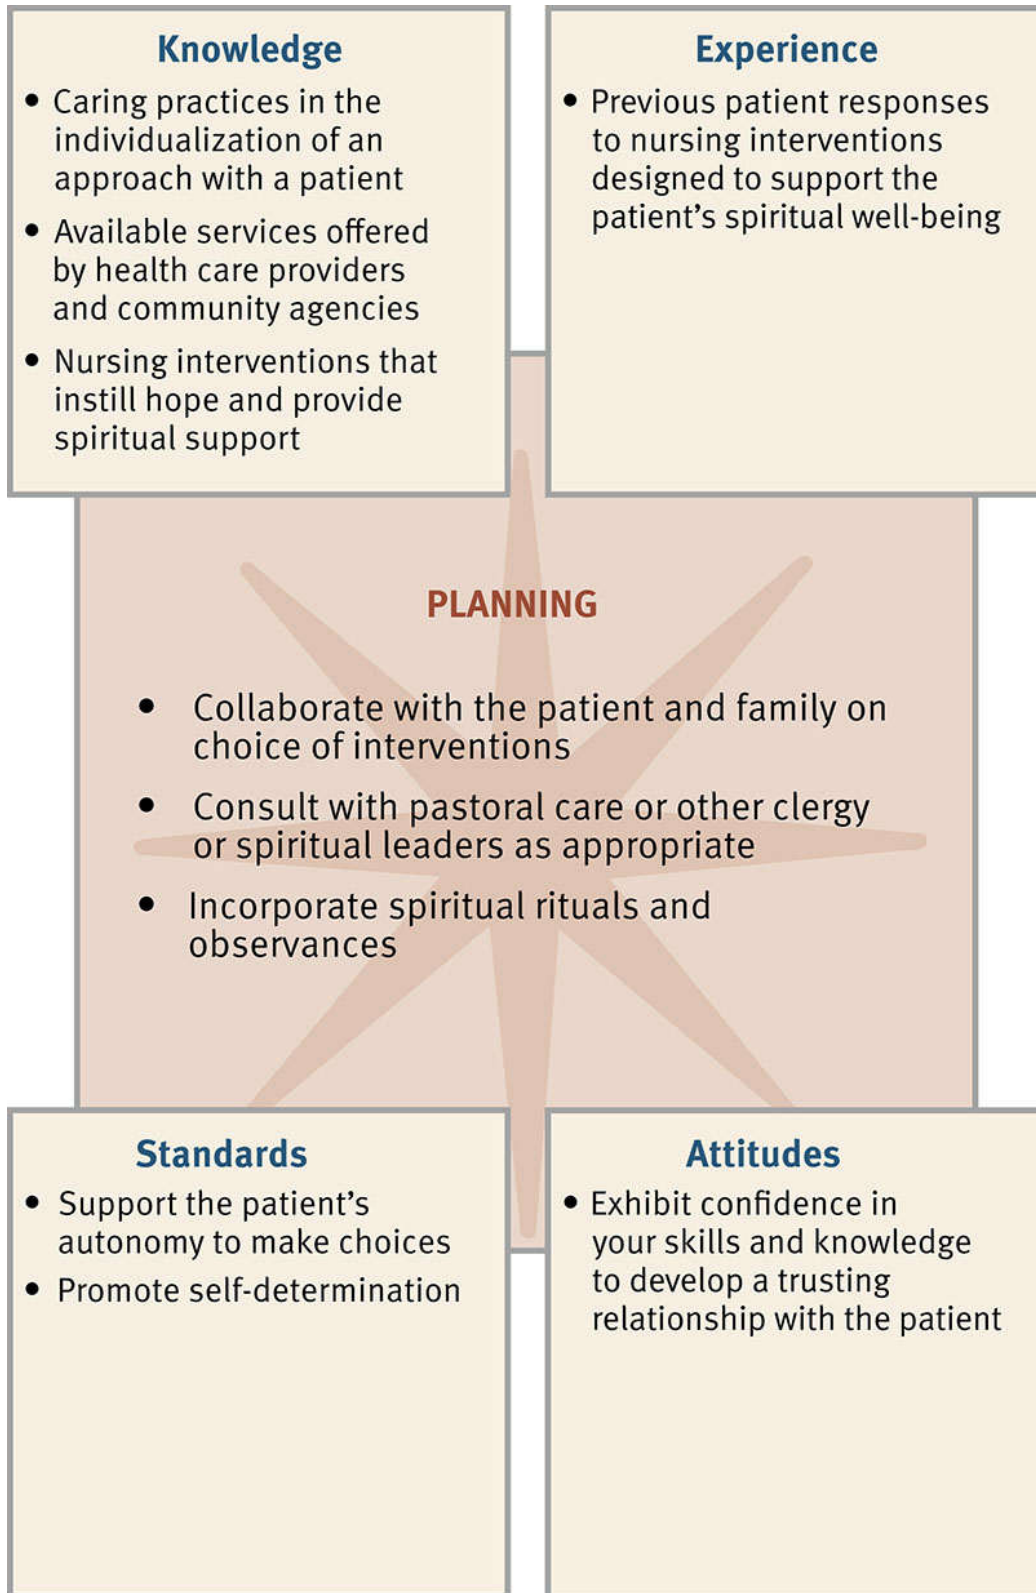 Knowledge
• Caring practices in the
individualization of an
approach with a patient
• Available services offered
by health care providers
and community agencies
• Nursing interventions that
instill hope and provide
spiritual support
Experience
• Previous patient responses
to nursing interventions
designed to support the
patient’s spiritual well-being
PLANNING
• Collaborate with the patient and family on
choice of interventions
• Consult with pastoral care or other clergy
or spiritual leaders as appropriate
• Incorporate spiritual rituals and
observances
Standards
• Support the patient’s
autonomy to make choices
• Promote self-determination
Attitudes
• Exhibit confidence in
your skills and knowledge
to develop a trusting
relationship with the patient